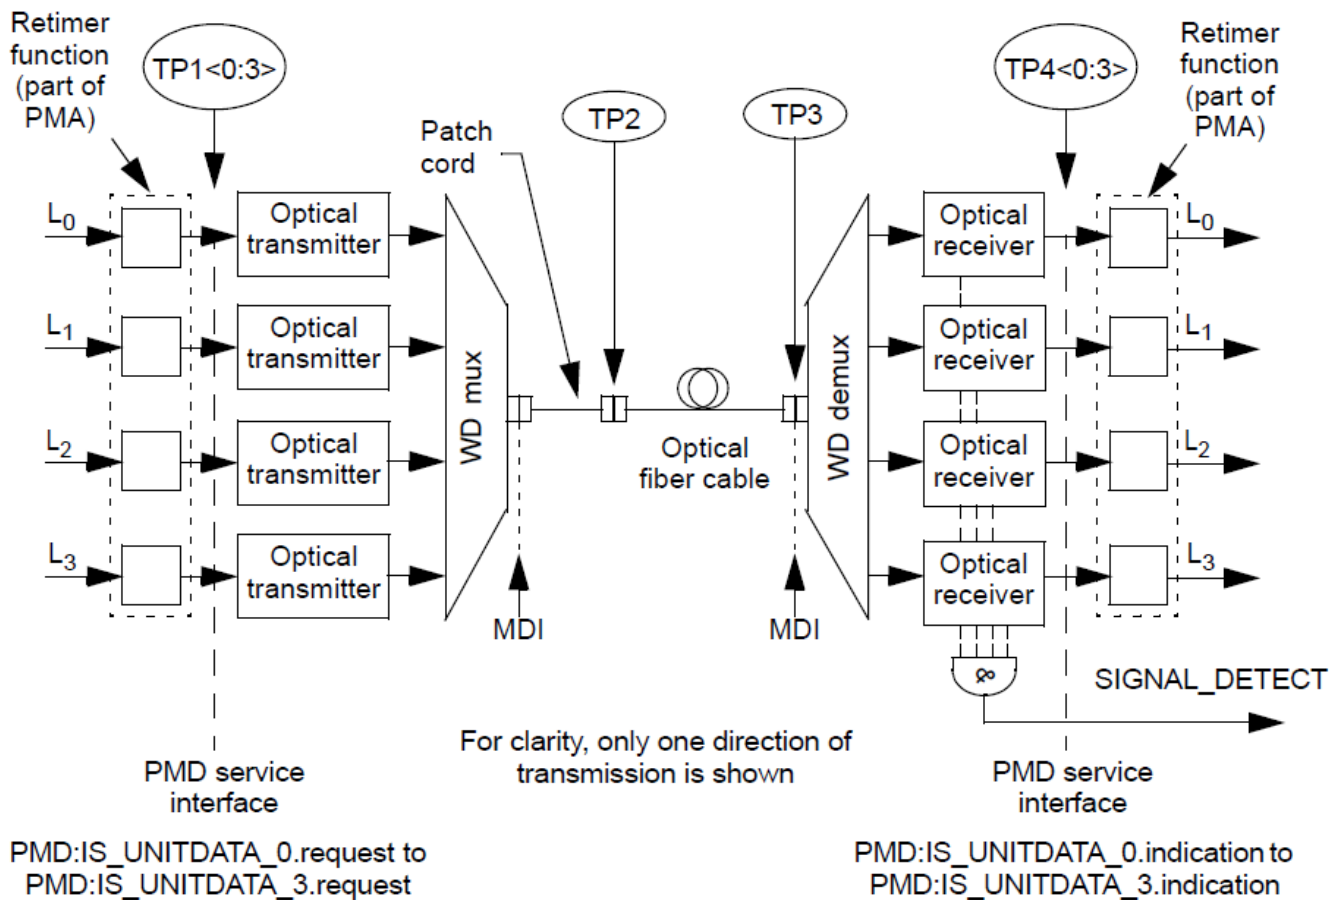 Retimer
function
(part of
PMA)
TP1<0:3>
Patch
cord
TP2
TP3
TP4<0:3>
Retimer
function
(part of
PMA)
L0
Optical
transmitter
Optical
receiver
L0
L1
Optical
transmitter
Optical
receiver
L1
WD mux
WD demux
L2
Optical
transmitter
Optical
fiber cable
Optical
receiver
L2
L3
Optical
transmitter
Optical
receiver
L3
MDI
MDI
&
SIGNAL_DETECT
For clarity, only one direction of
transmission is shown
PMD service
interface
PMD service
interface
PMD:IS_UNITDATA_0.request to
PMD:IS_UNITDATA_3.request
PMD:IS_UNITDATA_0.indication to
PMD:IS_UNITDATA_3.indication